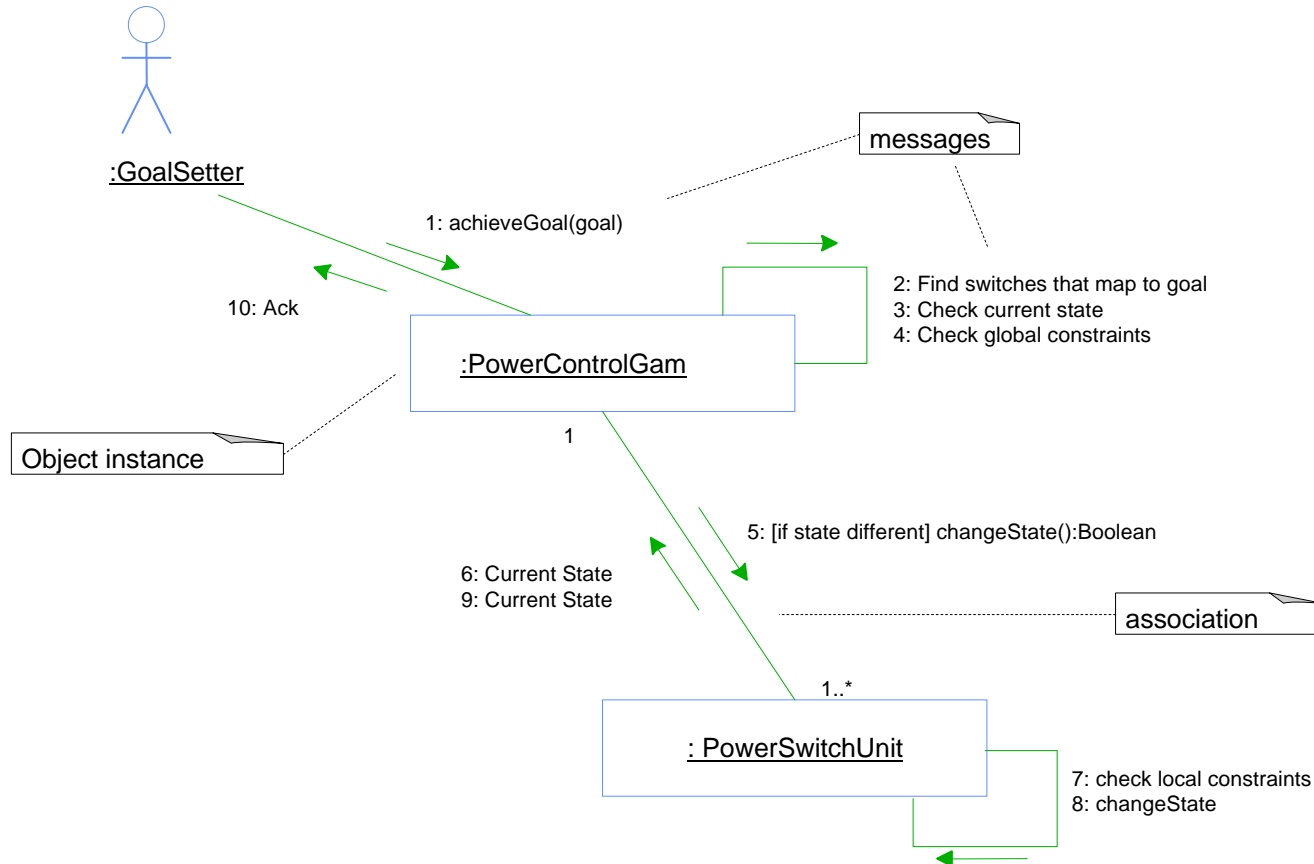 :GoalSetter
messages
1: achieveGoal(goal)
10: Ack
2: Find switches that map to goal
3: Check current state
4: Check global constraints
:PowerControlGam
Object instance
1
5: [if state different] changeState():Boolean
6: Current State
9: Current State
association
1..*
: PowerSwitchUnit
7: check local constraints
8: changeState